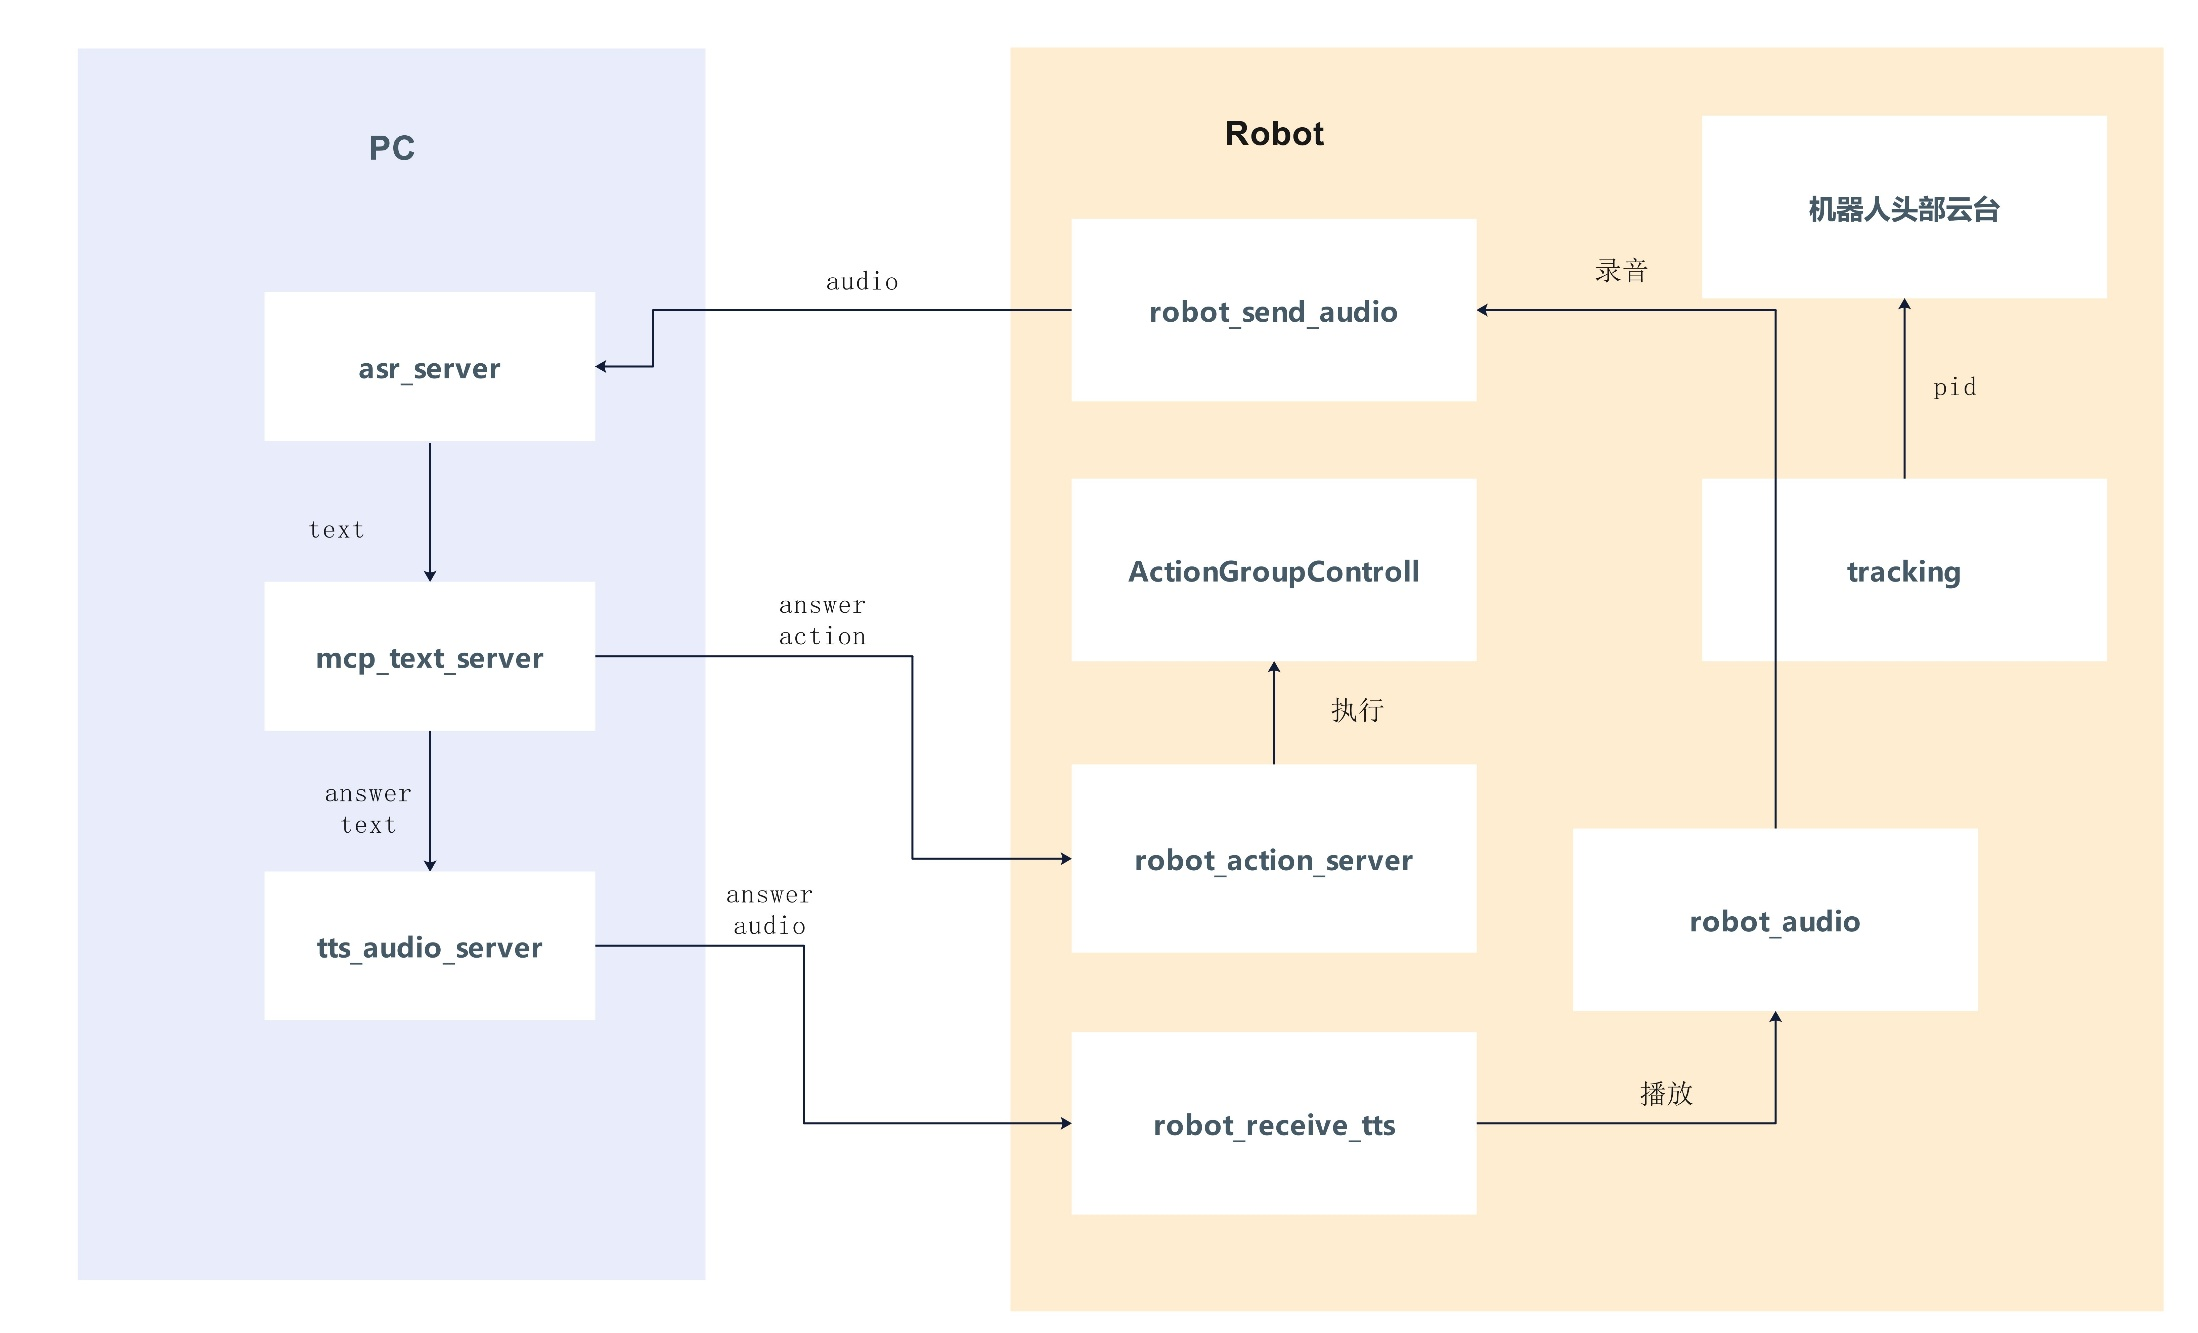 PC
asr_server
text
mcp_text_server
answer
text
tts_audio_server
audio
answer
action
answer
audio
Robot
robot_send_audio
录音
机器人头部云台
pid
ActionGroupControll
tracking
执行
robot_action_server
robot_audio
播放
robot_receive_tts